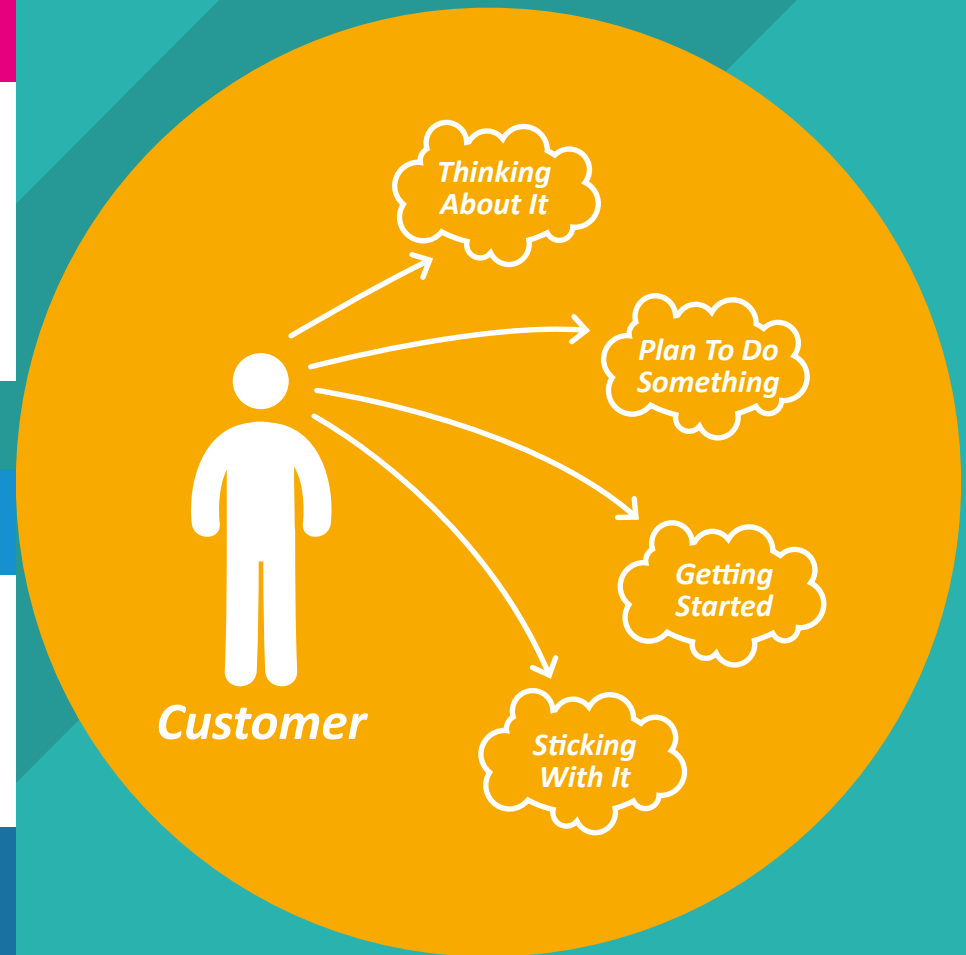 Thinking
About It
Plan To Do
Something
Getting
Started
Sticking
With It
Customer